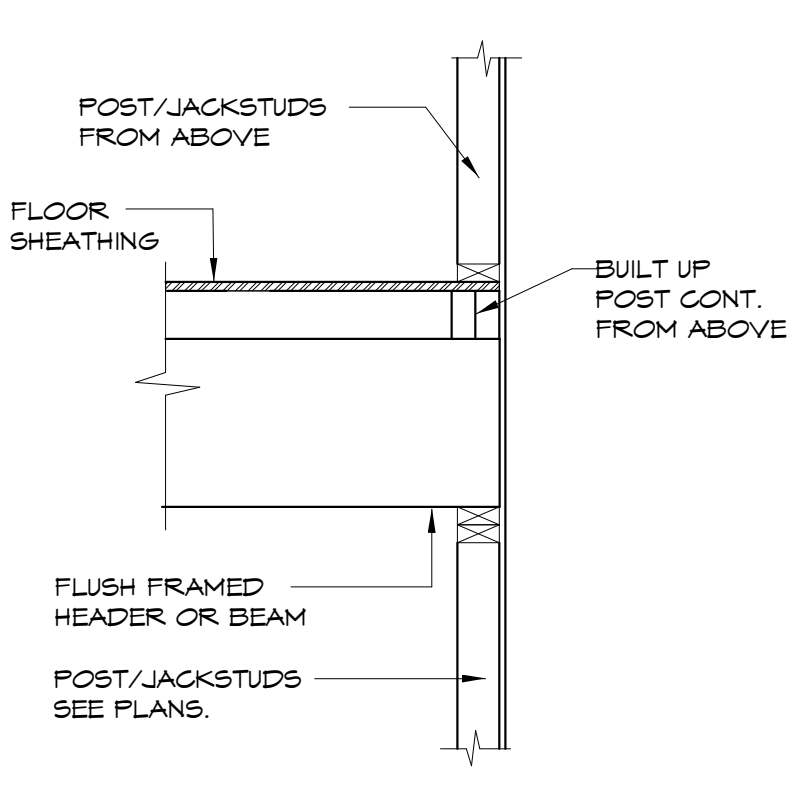 POST/JACKSTUDS
FROM ABOVE
FLOOR
SHEATHING
BUILT UP
POST CONT.
FROM ABOVE
FLUSH FRAMED
HEADER OR BEAM
POST/JACKSTUDS
SEE PLANS.